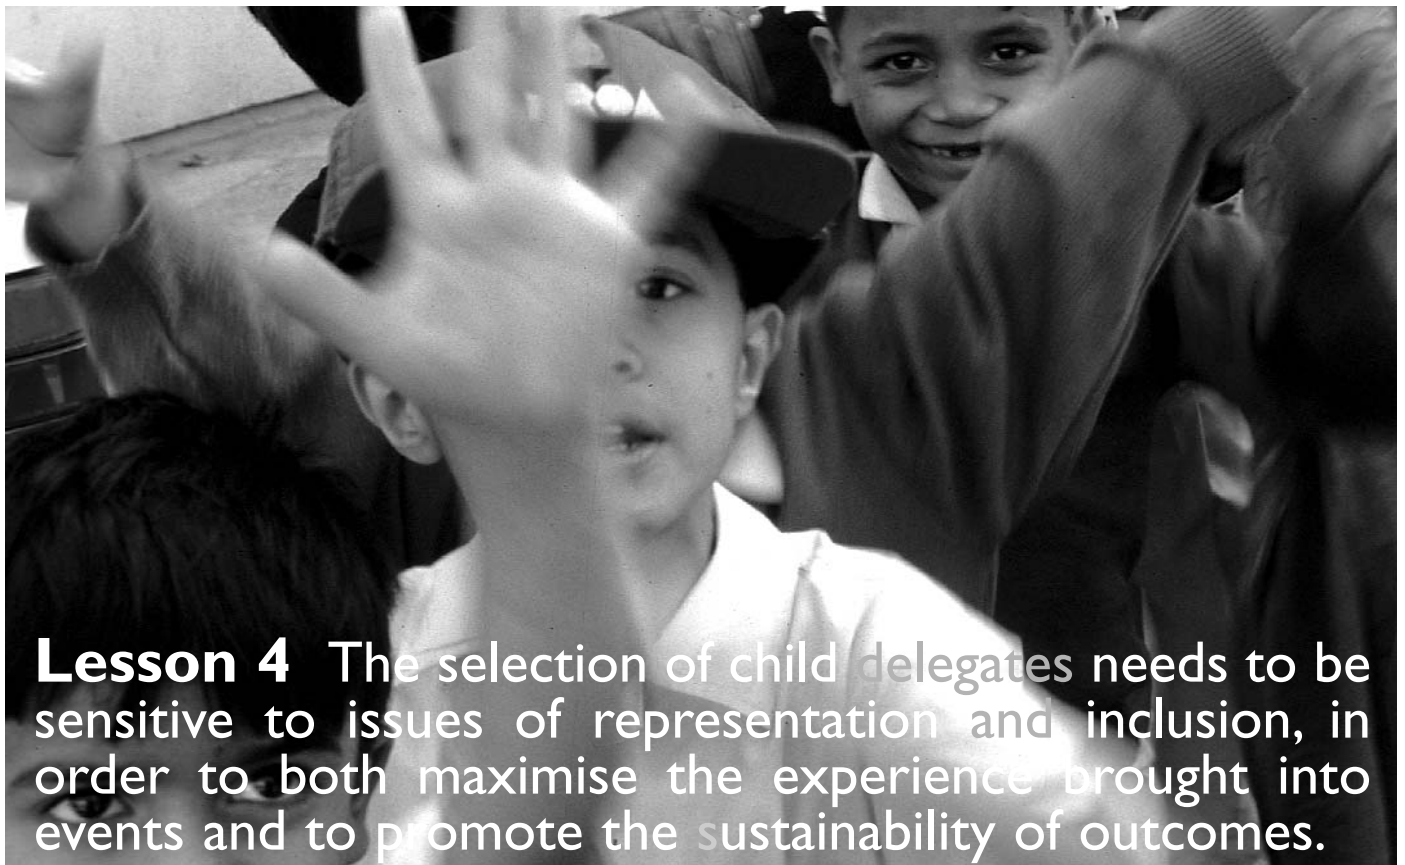 Lesson 4 The selection of child delegates needs to be
sensitive to issues of representation and inclusion, in
order to both maximise the experience brought into
events and to promote the sustainability of outcomes.